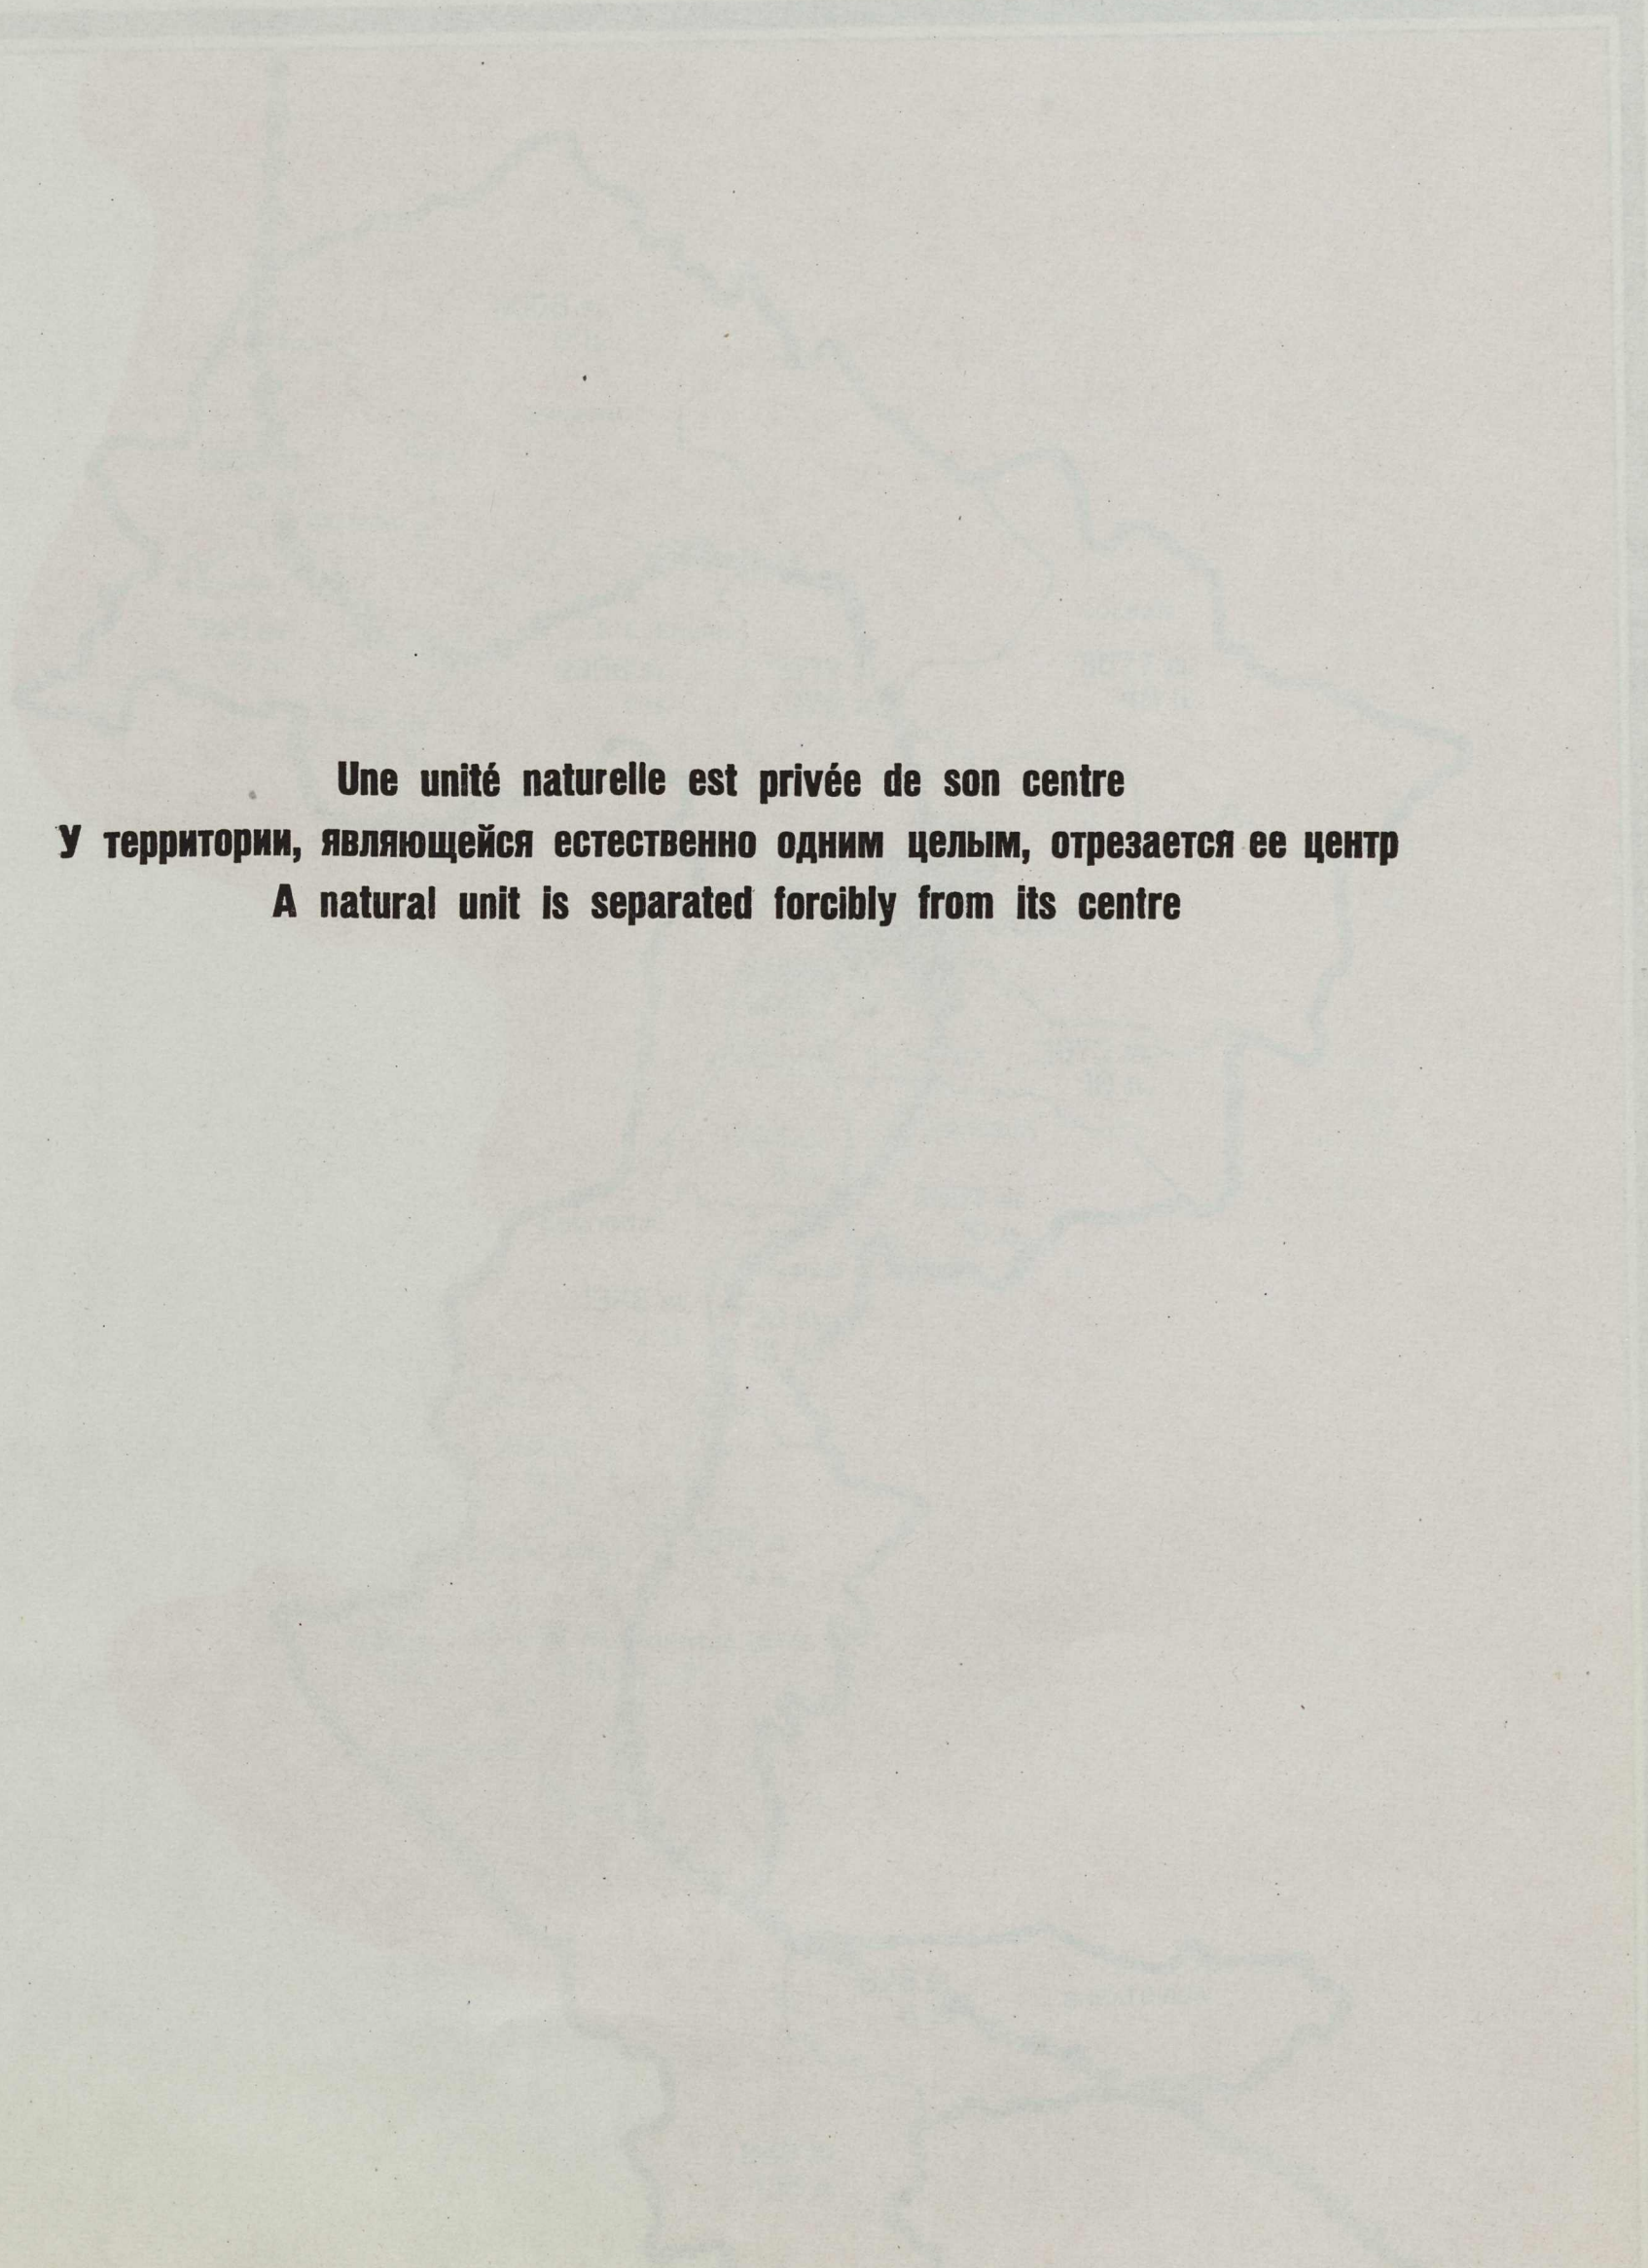 Une unité naturelle est privée de son centre
У территории, являющейся естественно одним целым, отрезается ее центр
A natural unit is separated forcibly from its centre